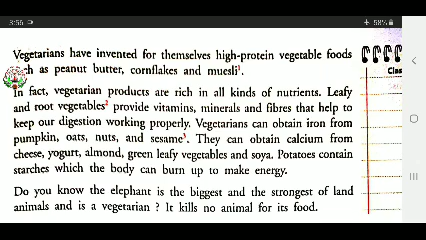 3:56
58%
Vegetarians have invented for themselves high-protein vegetable foods
ch as peanut butter, cornflakes and muesli¹.
In fact, vegetarian products are rich in all kinds of nutrients. Leafy
and root vegetables² provide vitamins, minerals and fibres that help to
keep our digestion working properly. Vegetarians can obtain iron from
pumpkin, oats, nuts, and sesame³. They can obtain calcium from
cheese, yogurt, almond, green leafy vegetables and soya. Potatoes contain
starches which the body can burn up to make energy.
Do you know the elephant is the biggest and the strongest of land
animals and is a vegetarian ? It kills no animal for its food.
Clas